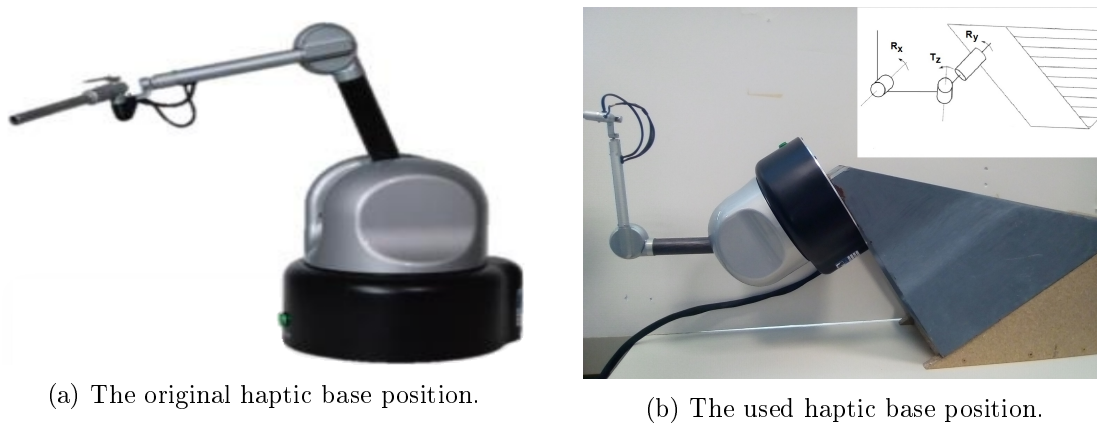 R_x
T_z
R_y
(a) The original haptic base position.
(b) The used haptic base position.